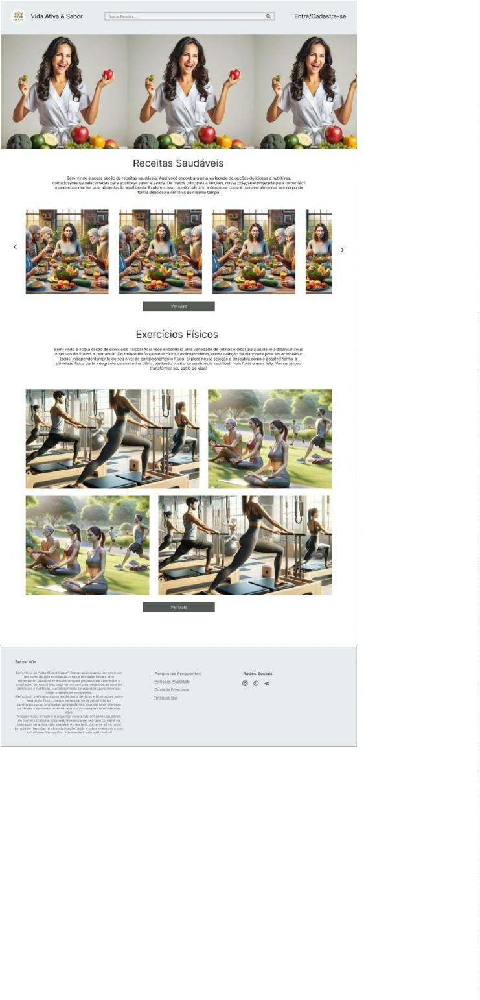 Vida Ativa & Sabor
Buscar Receitas...
Entre/Cadastre-se
Receitas Saudáveis
Bem-vindo à nossa seção de receitas saudáveis! Aqui você encontrará uma variedade de opções deliciosas e nutritivas,
cuidadosamente selecionadas para equilibrar sabor e saúde. De pratos principais a lanches, nossa coleção é projetada para tornar fácil
e prazeroso manter uma alimentação equilibrada. Explore nosso mundo culinário e descubra como é possível alimentar seu corpo de
forma deliciosa e nutritiva ao mesmo tempo.
Ver Mais
Exercícios Físicos
Bem-vindo à nossa seção de exercícios físicos! Aqui você encontrará uma variedade de rotinas e dicas para ajudá-lo a alcançar seus
objetivos de fitness e bem-estar. De treinos de força a exercícios cardiovasculares, nossa coleção foi elaborada para ser acessível a
todos, independentemente do seu nível de condicionamento físico. Explore nossa seleção e descubra como é possível tornar a
atividade física parte integrante da sua rotina diária, ajudando você a se sentir mais saudável, mais forte e mais feliz. Vamos juntos
transformar seu estilo de vida!
Ver Mais
Sobre nós
Bem-vindo ao "Vida Ativa & Sabor"! Somos apaixonados por promover
um estilo de vida equilibrado, onde a atividade física e uma
alimentação saudável se encontram para proporcionar bem-estar e
satisfação. Em nosso site, você encontrará uma variedade de receitas
deliciosas e nutritivas, cuidadosamente selecionadas para nutrir seu
corpo e satisfazer seu paladar.
Além disso, oferecemos uma ampla gama de dicas e orientações sobre
exercícios físicos, desde treinos de força até atividades
cardiovasculares, projetadas para ajudá-lo a alcançar seus objetivos
de fitness e se manter motivado em sua jornada para uma vida mais
ativa.
Nossa missão é inspirar e capacitar você a adotar hábitos saudáveis
de maneira prática e acessível. Queremos ser seu guia confiável na
busca por uma vida mais saudável e mais feliz. Junte-se a nós nesta
jornada de descoberta e transformação, onde o sabor se encontra com
a vitalidade. Vamos viver ativamente e com muito sabor!
Perguntas Frequentes
Política de Privacidade
Central de Privacidade
Termos de Uso
Redes Sociais